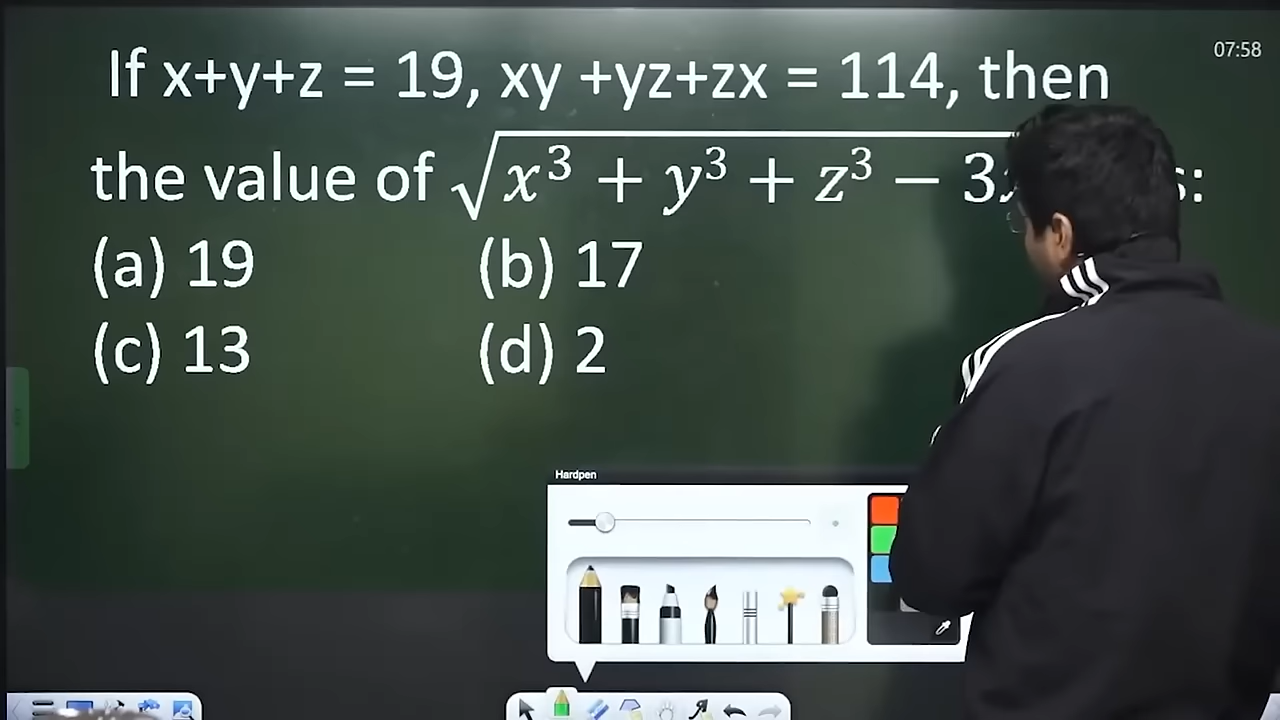 07:58
If x+y+z = 19, xy +yz+zx = 114, then
the value of √x³ + y³ + z³ − 3
(a) 19 (b) 17
(c) 13 (d) 2
Hardpen